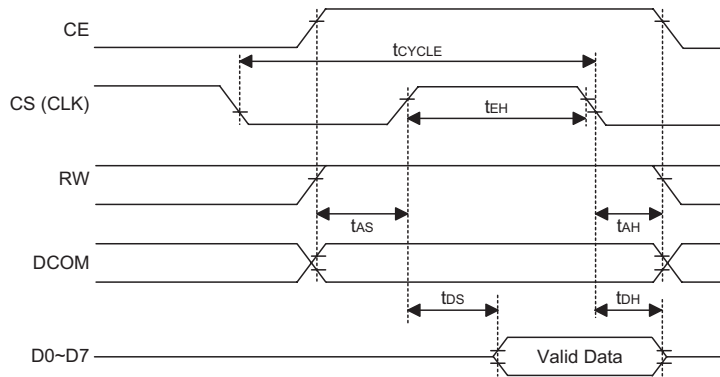 CE
tCYCLE
CS (CLK)
tEH
RW
tAS
tAH
DCOM
tDS
tDH
D0~D7
Valid Data